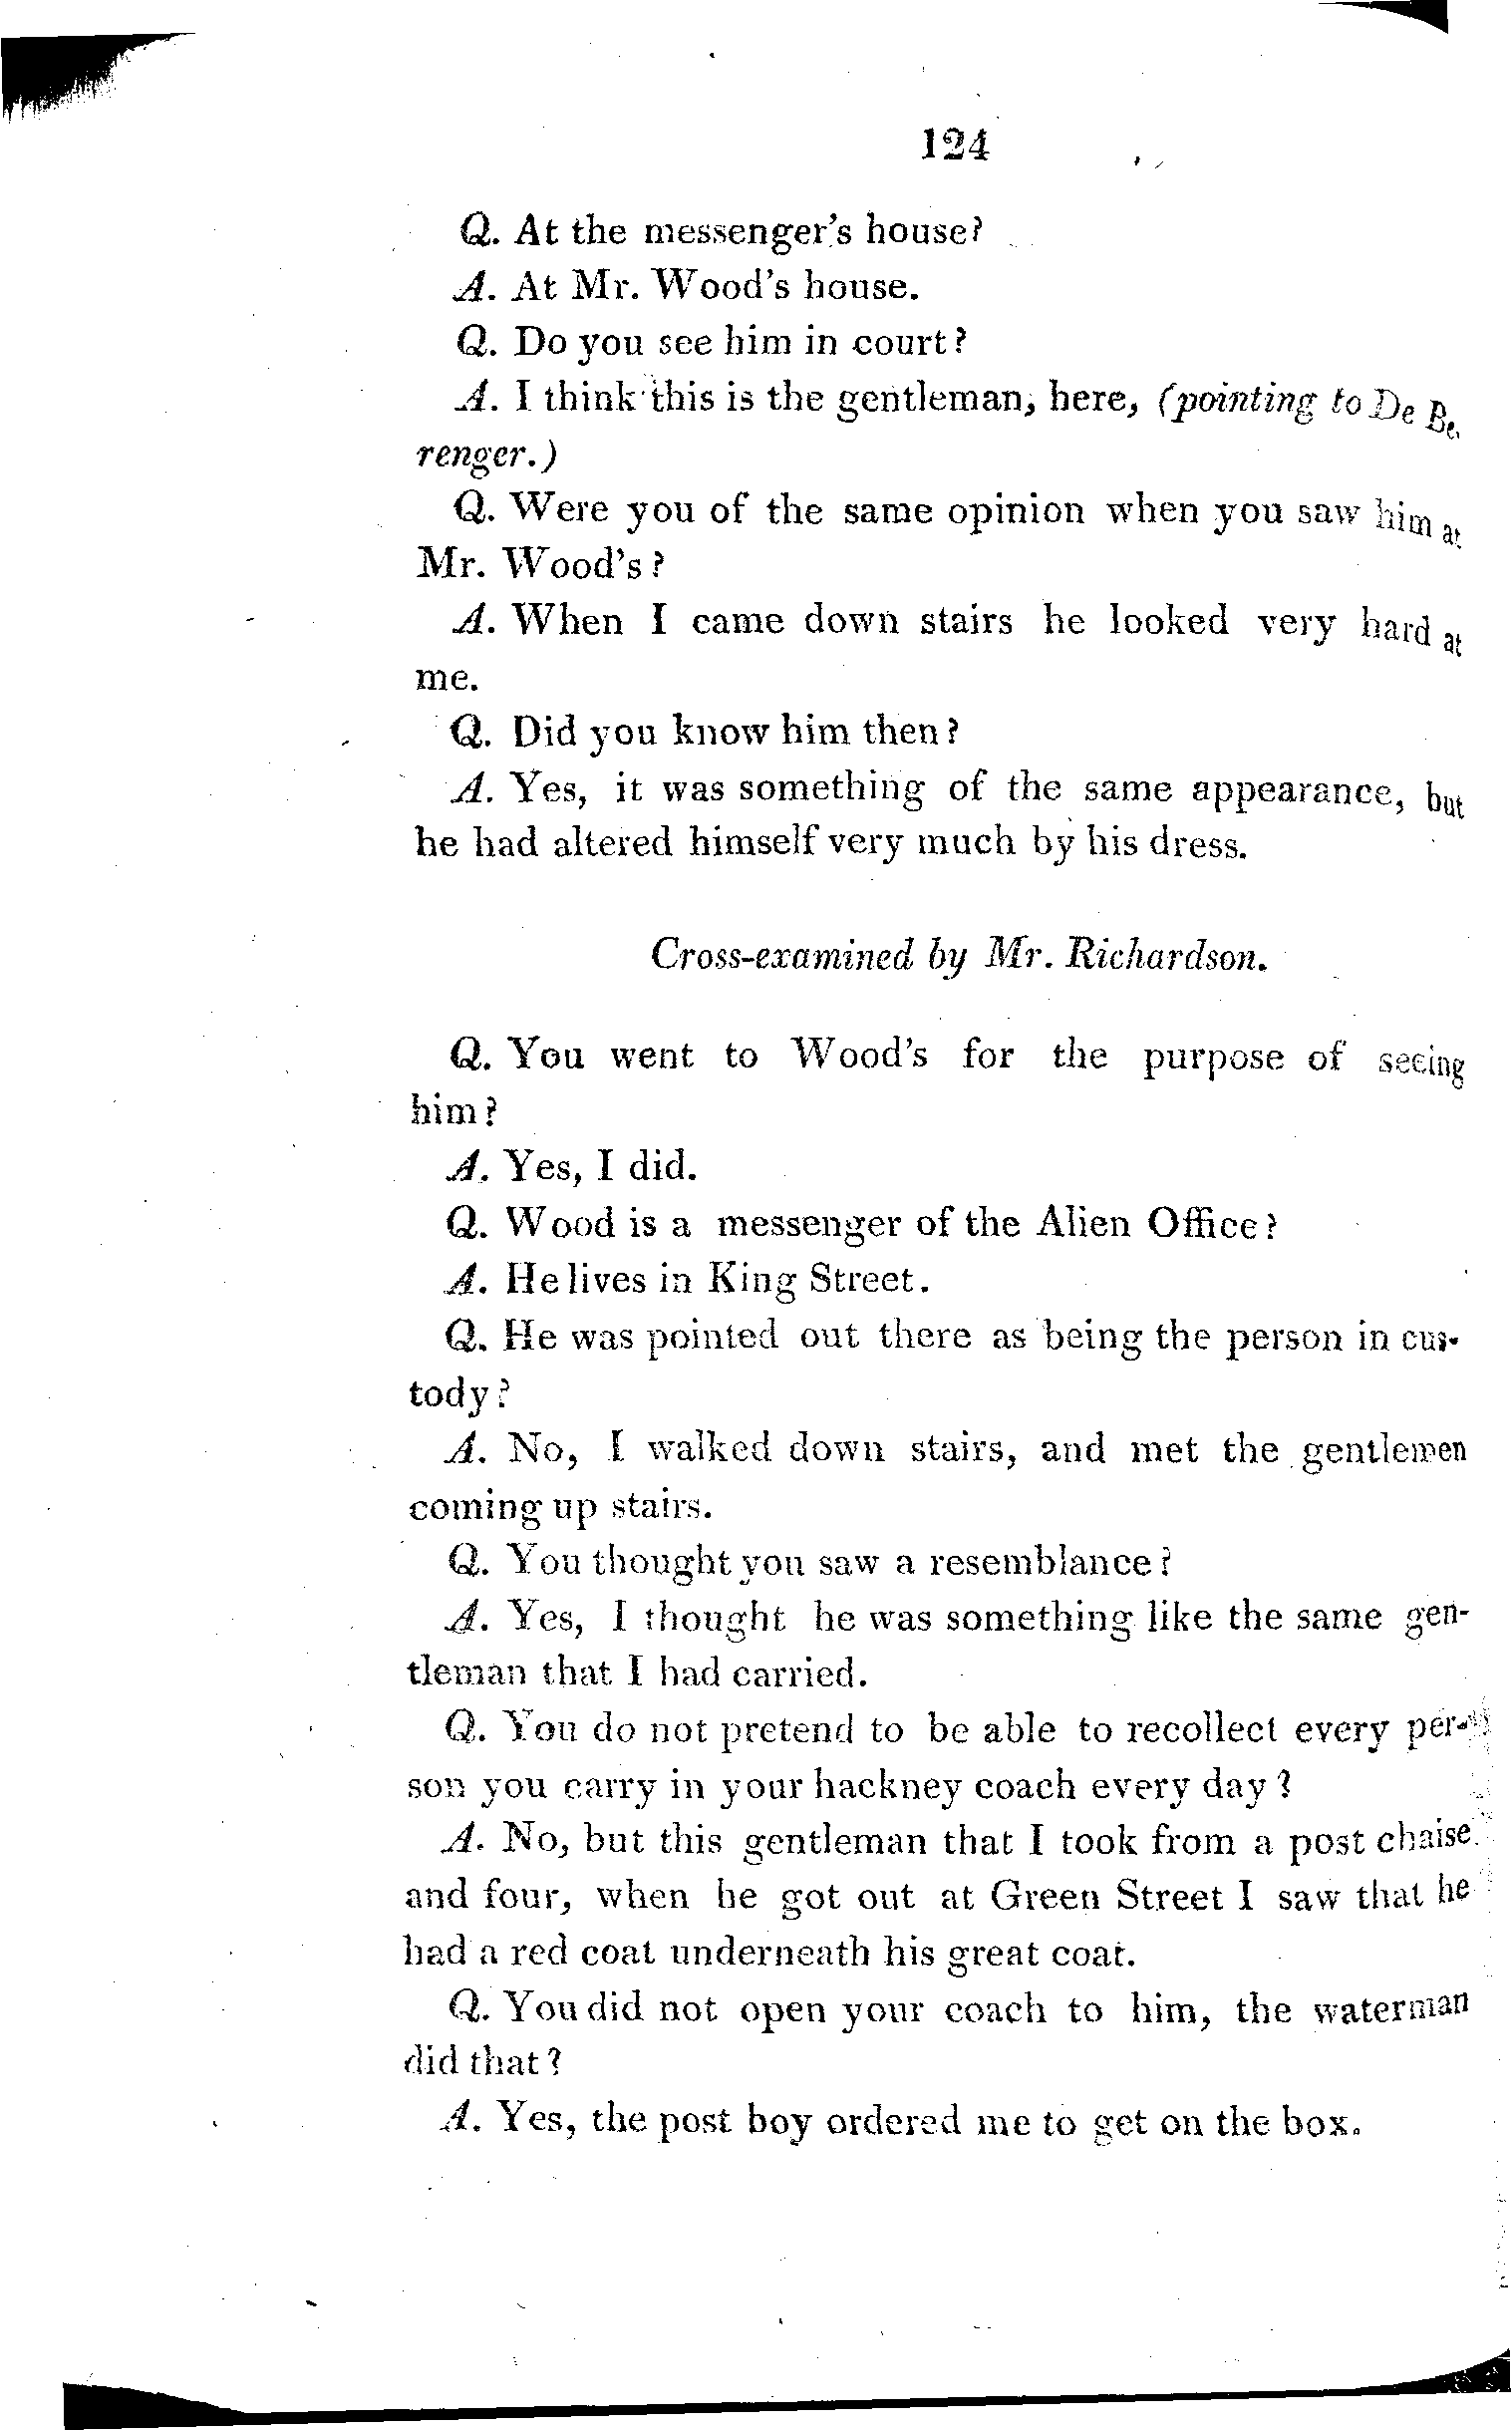 124
Q. At the messenger's house?
A. At Mr. Wood's house.
Q. Do you see him in court?
A. I think this is the gentleman, here, (pointing to De Be-
renger.)
Q. Were you of the same opinion when you saw him at
Mr. Wood's?
A. When I came down stairs he looked very hard at
me.
Q. Did you know him then?
A. Yes, it was something of the same appearance, but
he had altered himself very much by his dress.
Cross-examined by Mr. Richardson.
Q. You went to Wood's for the purpose of seeing
him?
A. Yes, I did.
Q. Wood is a messenger of the Alien Office?
A. He lives in King Street.
Q. He was pointed out there as being the person in cus-
tody?
A. No, I walked down stairs, and met the gentlemen
coming up stairs.
Q. You thought you saw a resemblance?
A. Yes, I thought he was something like the same gen-
tleman that I had carried.
Q. You do not pretend to be able to recollect every per-
son you carry in your hackney coach every day?
A. No, but this gentleman that I took from a post chaise
and four, when he got out at Green Street I saw that he
had a red coat underneath his great coat.
Q. You did not open your coach to him, the waterman
did that?
A. Yes, the post boy ordered me to get on the box.